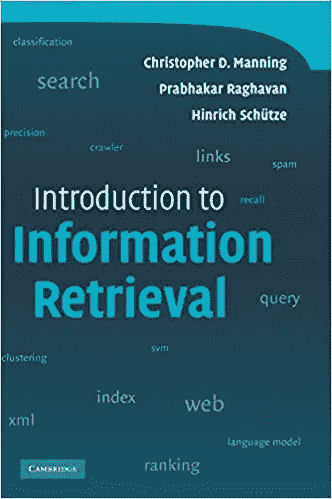 classification
Christopher D. Manning
search
Prabhakar Raghavan
Hinrich Schütze
precision
crawler
links
spam
Introduction to
recall
Information
Retrieval
query
svm
clustering
index
web
xml
language model
CAMBRIDGE
ranking